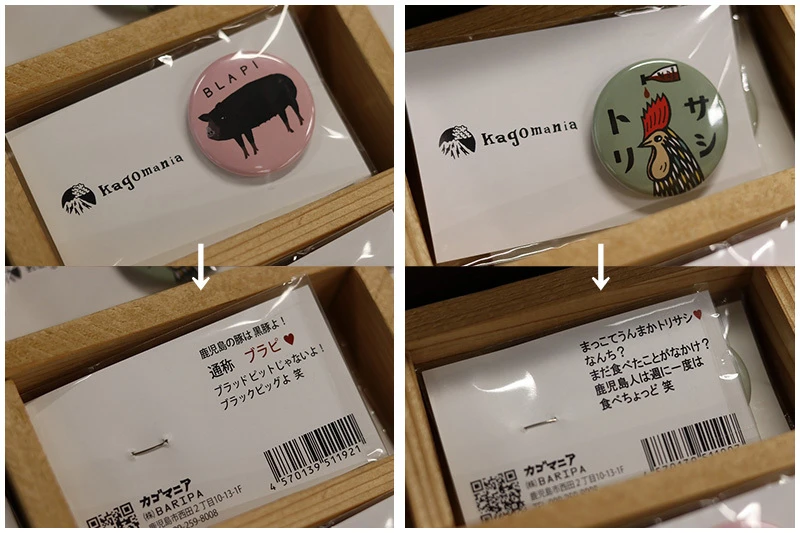 BLAPI
kagomania
トリサシ
kagomania
鹿児島の豚は黒豚よ！
通称 ブラピ♥
ブラッドピットじゃないよ！
ブラックピッグよ 笑
4 570139 511921
カゴマニア
(株)BARIPA
鹿児島市西田2丁目10-13-1F
259-8008
まっこてうんまかトリサシ♥
なんち？
まだ食べたことがなかけ？
鹿児島人は週に一度は
食べちょっど 笑
カゴマニア
(株)BARIPA
鹿児島市西田2丁目10-13-1F